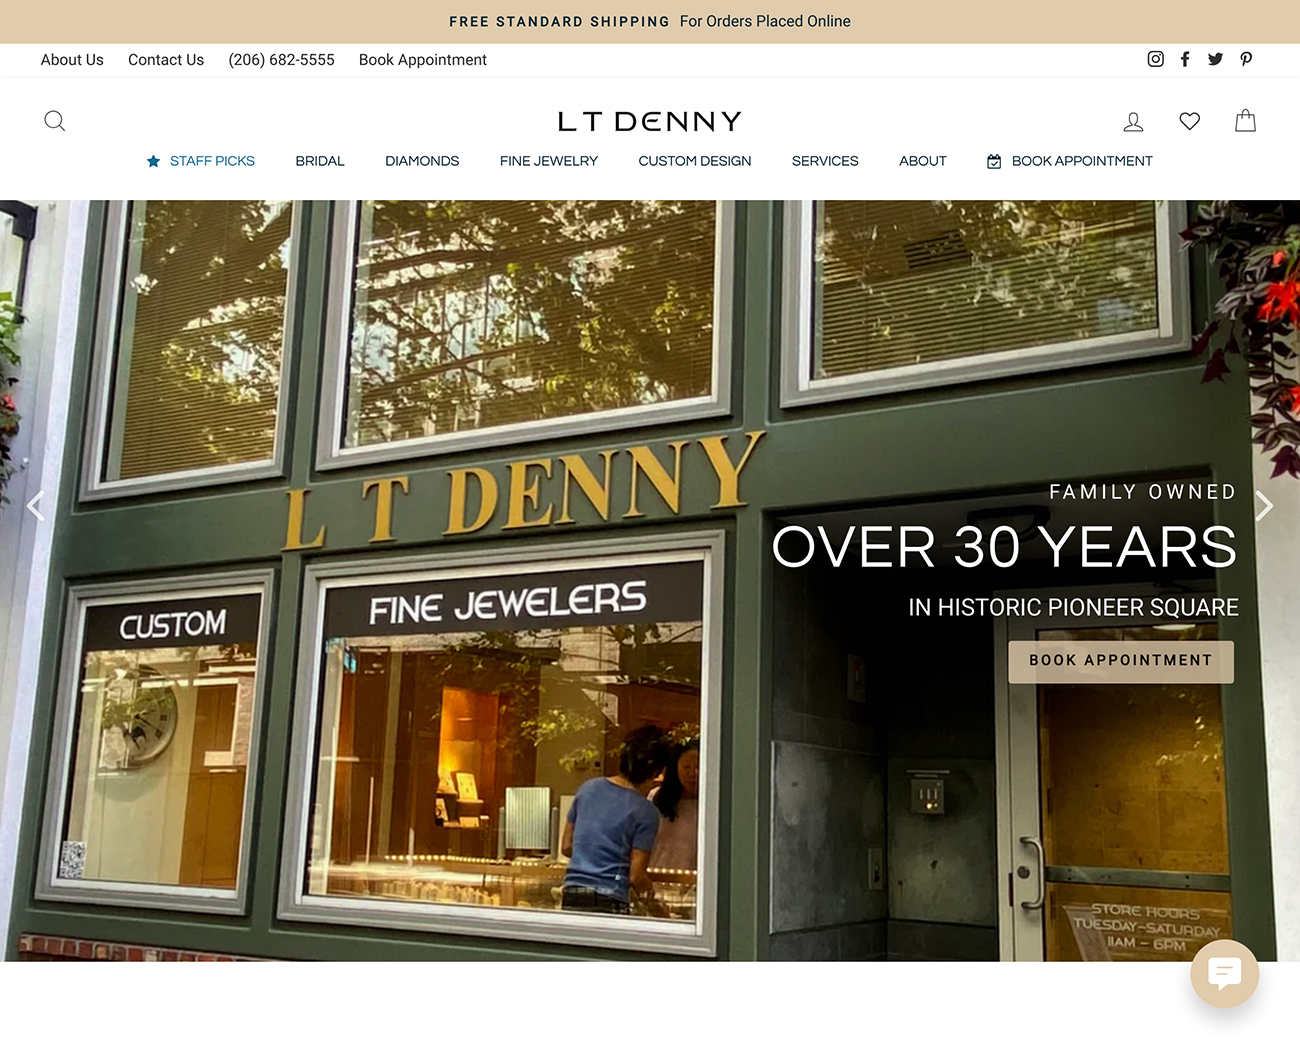 FREE STANDARD SHIPPING For Orders Placed Online
About Us Contact Us (206) 682-5555 Book Appointment
LT DENNY
STAFF PICKS BRIDAL DIAMONDS FINE JEWELRY CUSTOM DESIGN SERVICES ABOUT BOOK APPOINTMENT
L T DENNY
FAMILY OWNED
OVER 30 YEARS
IN HISTORIC PIONEER SQUARE
BOOK APPOINTMENT
CUSTOM
FINE JEWELERS
STORE HOURS
TUESDAY-SATURDAY
11AM - 6PM